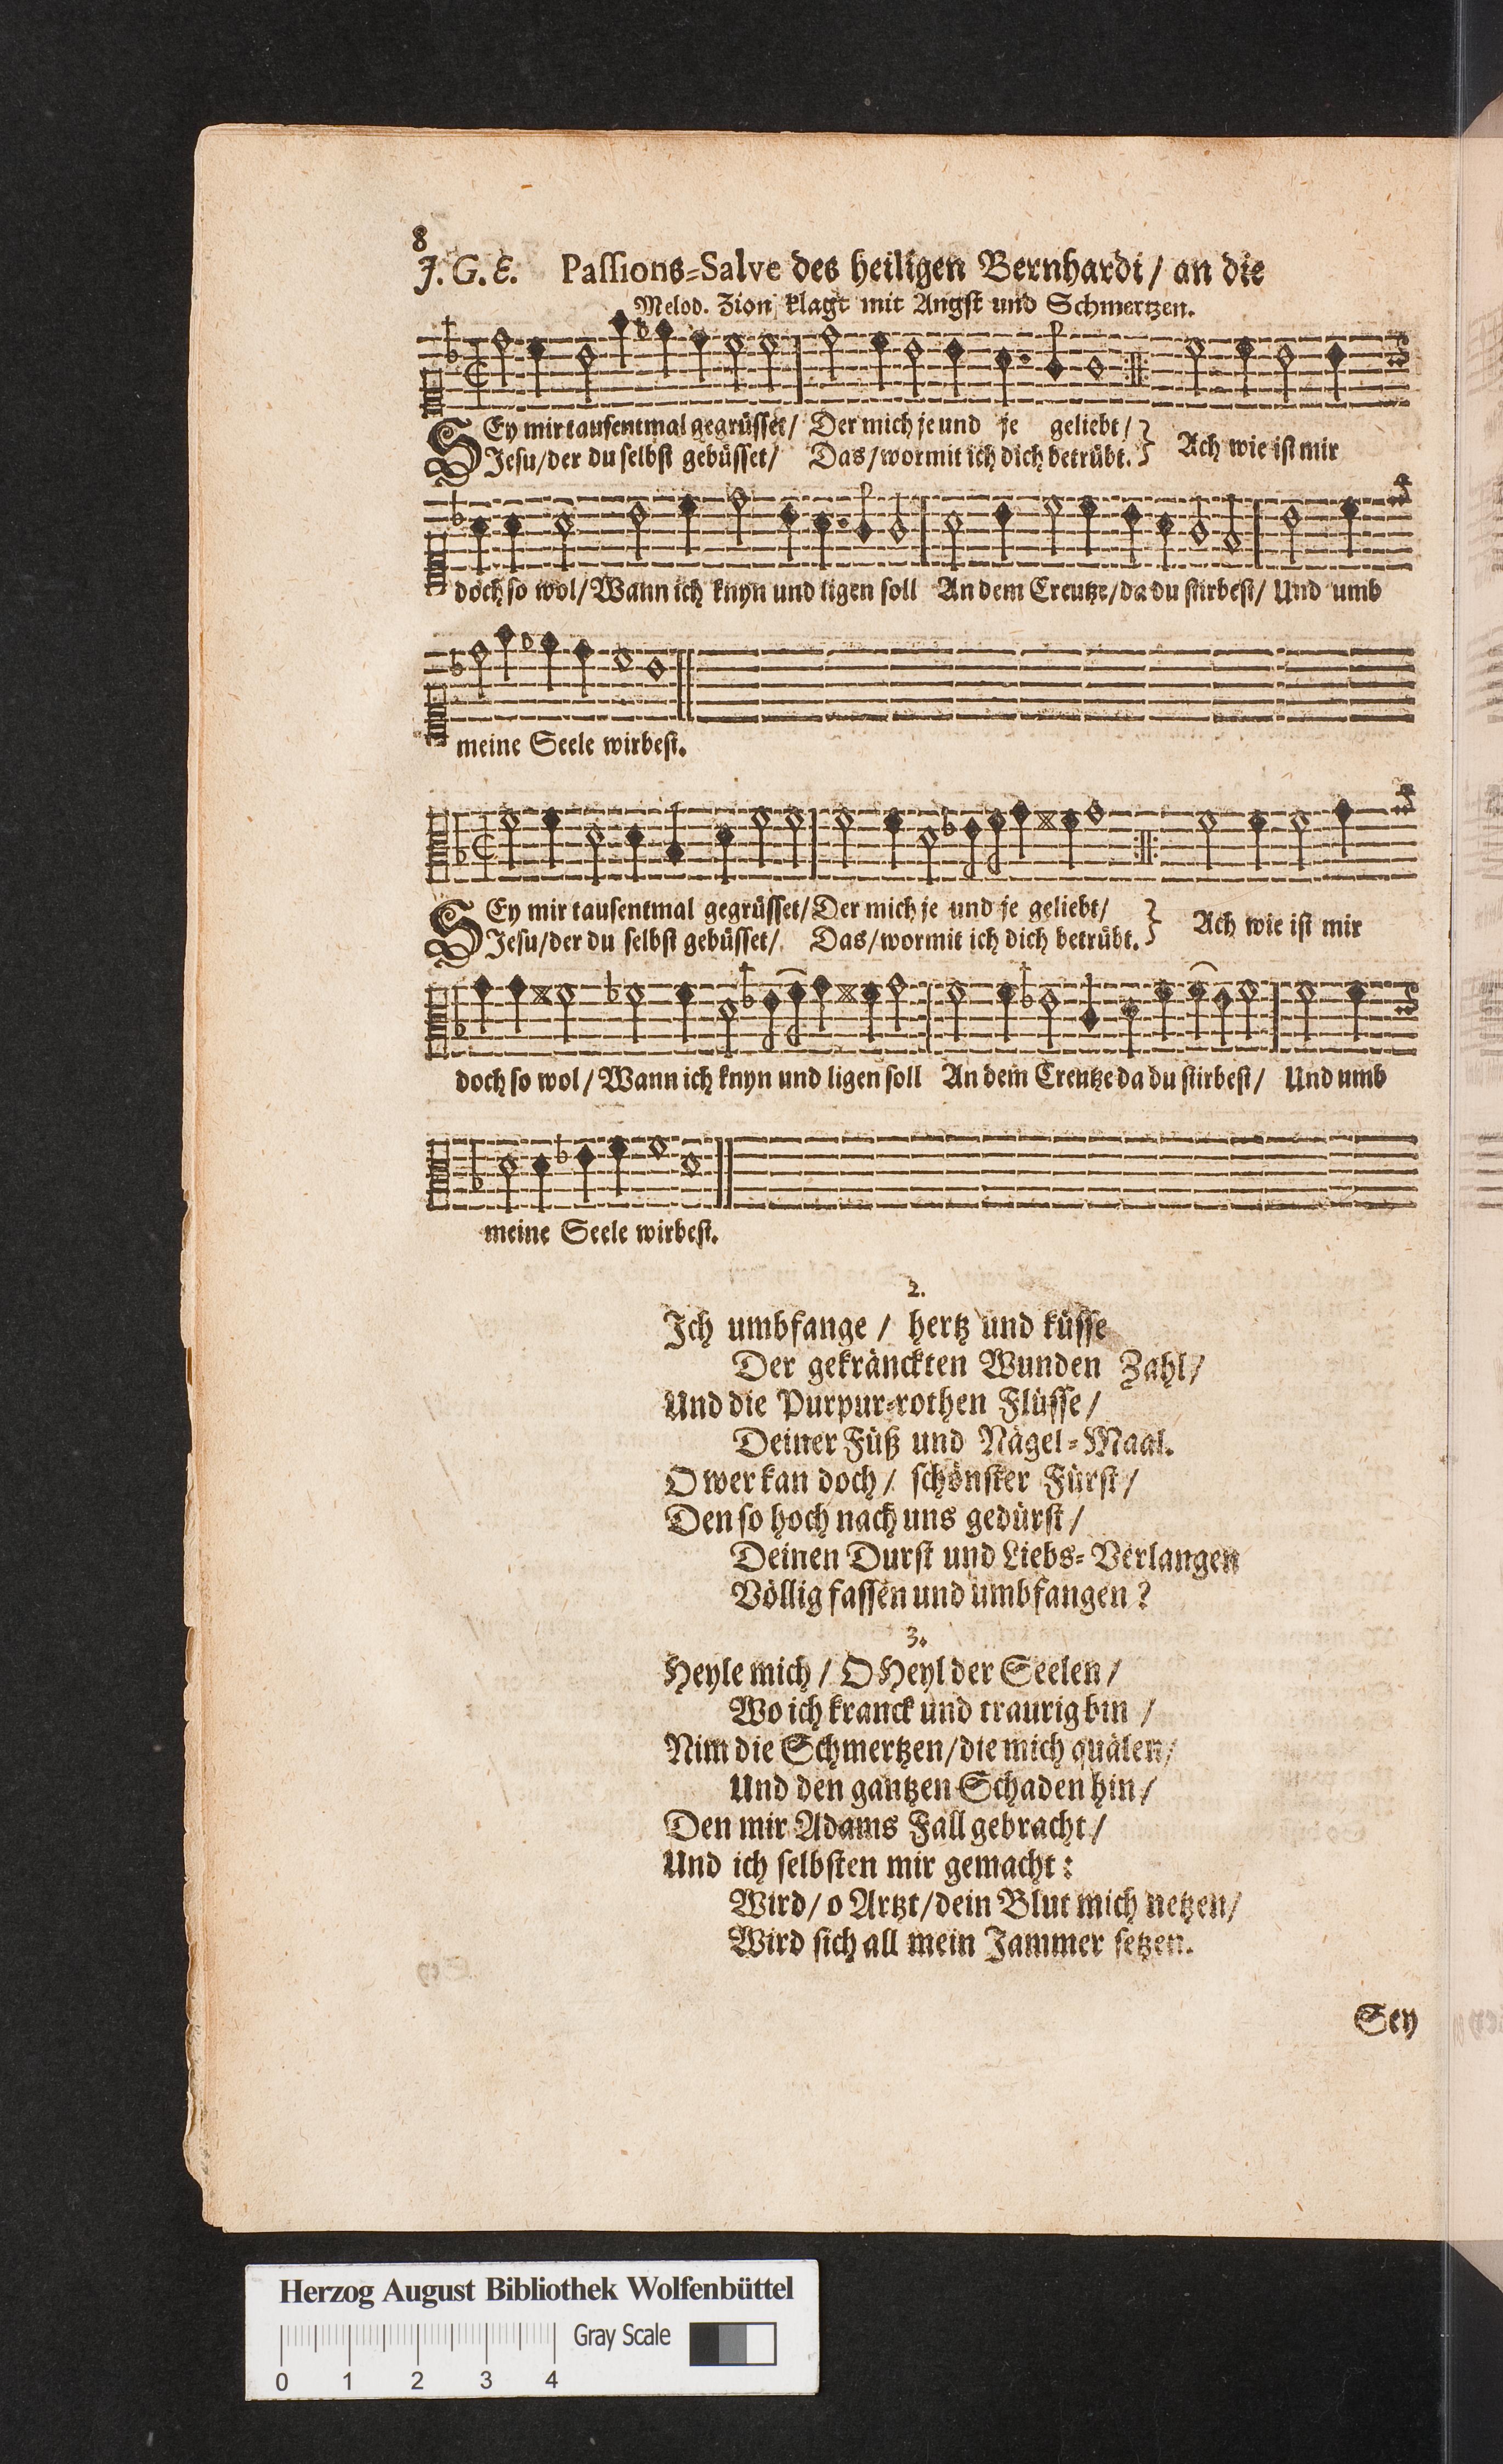 8
J. G. E. Passions-Salve des heiligen Bernhardi / an die
Melod. Zion klagt mit Angst und Schmertzen.
SEy mir tausentmal gegrüsset / Der mich je und je geliebt /
Jesu / der du selbst gebüsset / Das / wormit ich dich betrübt. } Ach wie ist mir
doch so wol / Wann ich knyn und ligen soll An dem Creutze / da du stirbest / Und umb
meine Seele wirbest.
SEy mir tausentmal gegrüsset / Der mich je und je geliebt /
Jesu / der du selbst gebüsset / Das / wormit ich dich betrübt. } Ach wie ist mir
doch so wol / Wann ich knyn und ligen soll An dem Creutze da du stirbest / Und umb
meine Seele wirbest.
2.
Ich umbfange / hertz und küsse
Der gekränckten Wunden Zahl /
Und die Purpur-rothen Flüsse /
Deiner Füß und Nägel-Maal.
O wer kan doch / schönster Fürst /
Den so hoch nach uns gedürst /
Deinen Durst und Liebs-Verlangen
Völlig fassen und umbfangen ?
3.
Heyle mich / O Heyl der Seelen /
Wo ich kranck und traurig bin /
Nim die Schmertzen / die mich quälen /
Und den gantzen Schaden hin /
Den mir Adams Fall gebracht /
Und ich selbsten mir gemacht :
Wird / o Artzt / dein Blut mich netzen /
Wird sich all mein Jammer setzen.
Sey
Herzog August Bibliothek Wolfenbüttel
Gray Scale
0 1 2 3 4